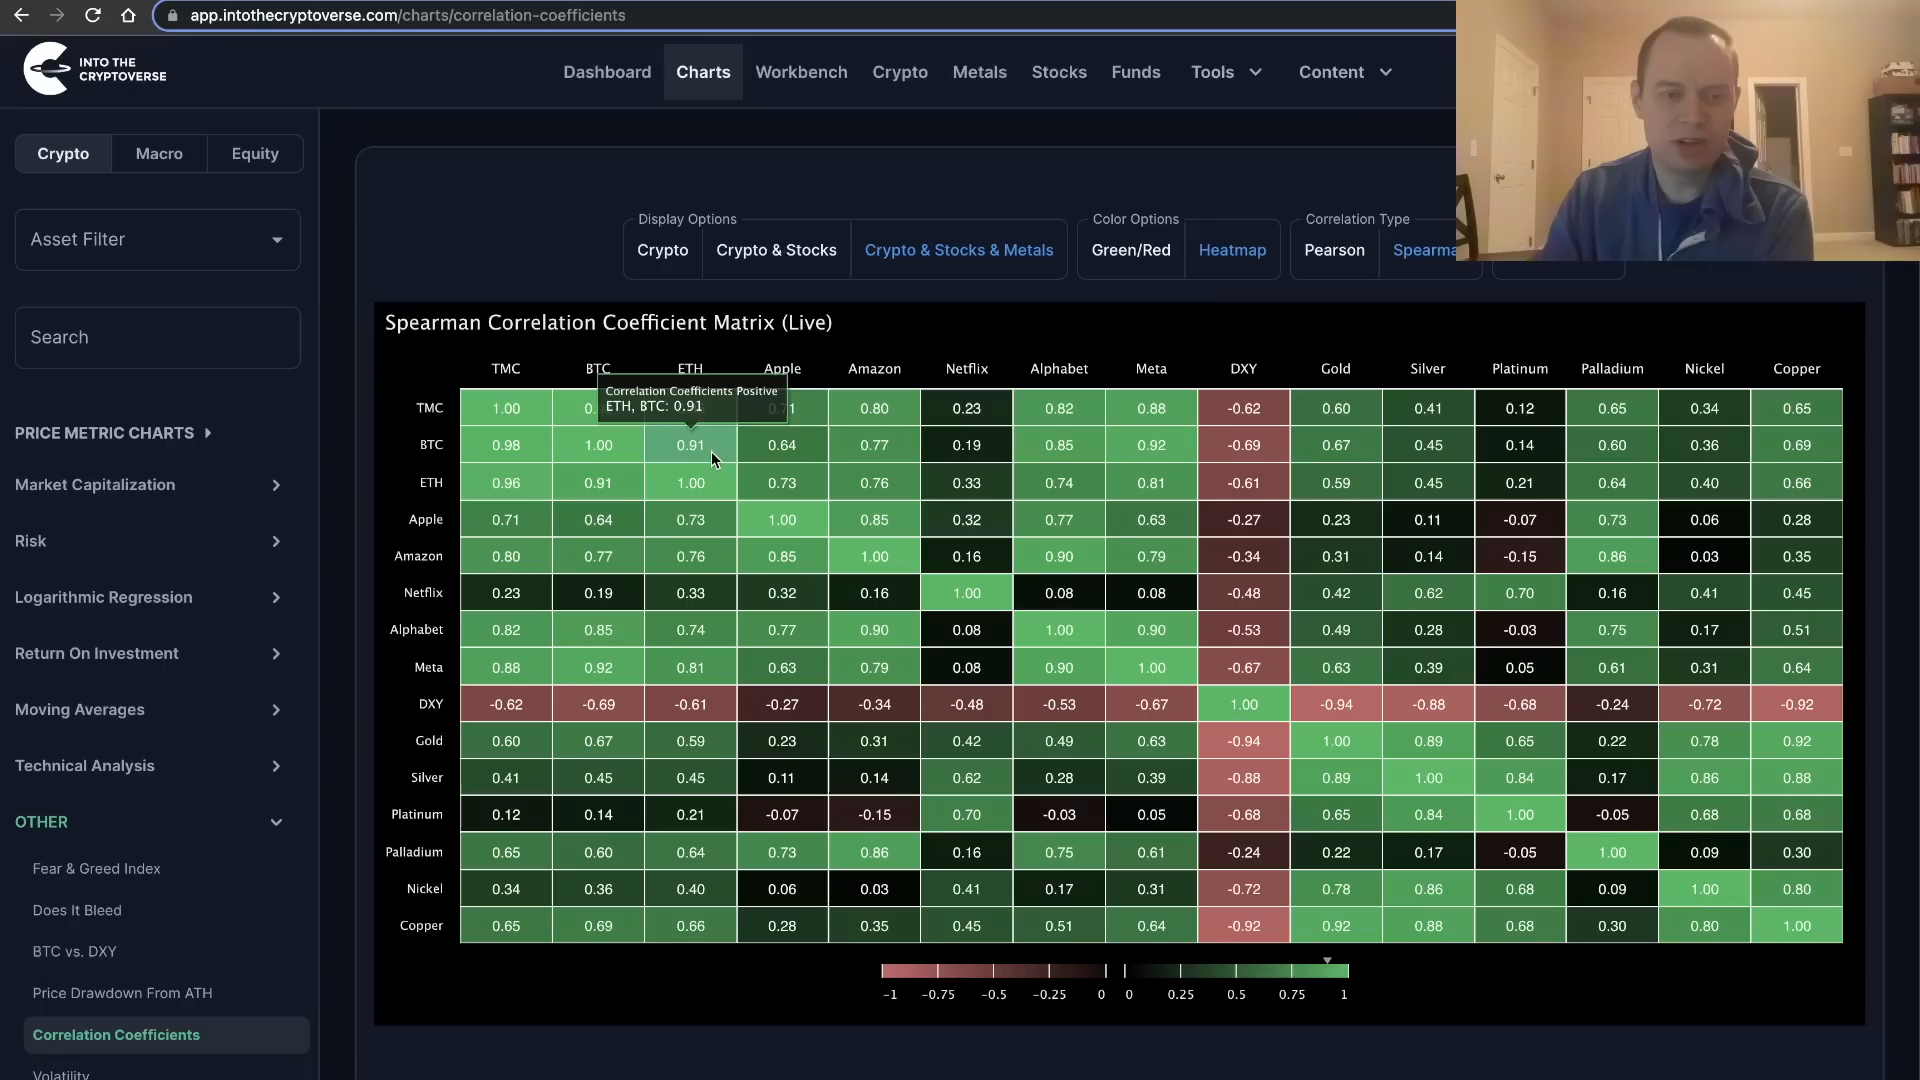 app.intothecryptoverse.com/charts/correlation-coefficients
INTO THE
CRYPTOVERSE
Dashboard Charts Workbench Crypto Metals Stocks Funds Tools Content
Crypto Macro Equity
Asset Filter
Search
PRICE METRIC CHARTS
Market Capitalization
Risk
Logarithmic Regression
Return On Investment
Moving Averages
Technical Analysis
OTHER
Fear & Greed Index
Does It Bleed
BTC vs. DXY
Price Drawdown From ATH
Correlation Coefficients
Volatility
Display Options Color Options Correlation Type
Crypto Crypto & Stocks Crypto & Stocks & Metals Green/Red Heatmap Pearson Spearma
Spearman Correlation Coefficient Matrix (Live)
TMC BTC ETH Apple Amazon Netflix Alphabet Meta DXY Gold Silver Platinum Palladium Nickel Copper
Correlation Coefficients Positive
ETH, BTC: 0.91
TMC 1.00 0.71 0.80 0.23 0.82 0.88 -0.62 0.60 0.41 0.12 0.65 0.34 0.65
BTC 0.98 1.00 0.91 0.64 0.77 0.19 0.85 0.92 -0.69 0.67 0.45 0.14 0.60 0.36 0.69
ETH 0.96 0.91 1.00 0.73 0.76 0.33 0.74 0.81 -0.61 0.59 0.45 0.21 0.64 0.40 0.66
Apple 0.71 0.64 0.73 1.00 0.85 0.32 0.77 0.63 -0.27 0.23 0.11 -0.07 0.73 0.06 0.28
Amazon 0.80 0.77 0.76 0.85 1.00 0.16 0.90 0.79 -0.34 0.31 0.14 -0.15 0.86 0.03 0.35
Netflix 0.23 0.19 0.33 0.32 0.16 1.00 0.08 0.08 -0.48 0.42 0.62 0.70 0.16 0.41 0.45
Alphabet 0.82 0.85 0.74 0.77 0.90 0.08 1.00 0.90 -0.53 0.49 0.28 -0.03 0.75 0.17 0.51
Meta 0.88 0.92 0.81 0.63 0.79 0.08 0.90 1.00 -0.67 0.63 0.39 0.05 0.61 0.31 0.64
DXY -0.62 -0.69 -0.61 -0.27 -0.34 -0.48 -0.53 -0.67 1.00 -0.94 -0.88 -0.68 -0.24 -0.72 -0.92
Gold 0.60 0.67 0.59 0.23 0.31 0.42 0.49 0.63 -0.94 1.00 0.89 0.65 0.22 0.78 0.92
Silver 0.41 0.45 0.45 0.11 0.14 0.62 0.28 0.39 -0.88 0.89 1.00 0.84 0.17 0.86 0.88
Platinum 0.12 0.14 0.21 -0.07 -0.15 0.70 -0.03 0.05 -0.68 0.65 0.84 1.00 -0.05 0.68 0.68
Palladium 0.65 0.60 0.64 0.73 0.86 0.16 0.75 0.61 -0.24 0.22 0.17 -0.05 1.00 0.09 0.30
Nickel 0.34 0.36 0.40 0.06 0.03 0.41 0.17 0.31 -0.72 0.78 0.86 0.68 0.09 1.00 0.80
Copper 0.65 0.69 0.66 0.28 0.35 0.45 0.51 0.64 -0.92 0.92 0.88 0.68 0.30 0.80 1.00
-1 -0.75 -0.5 -0.25 0 0 0.25 0.5 0.75 1